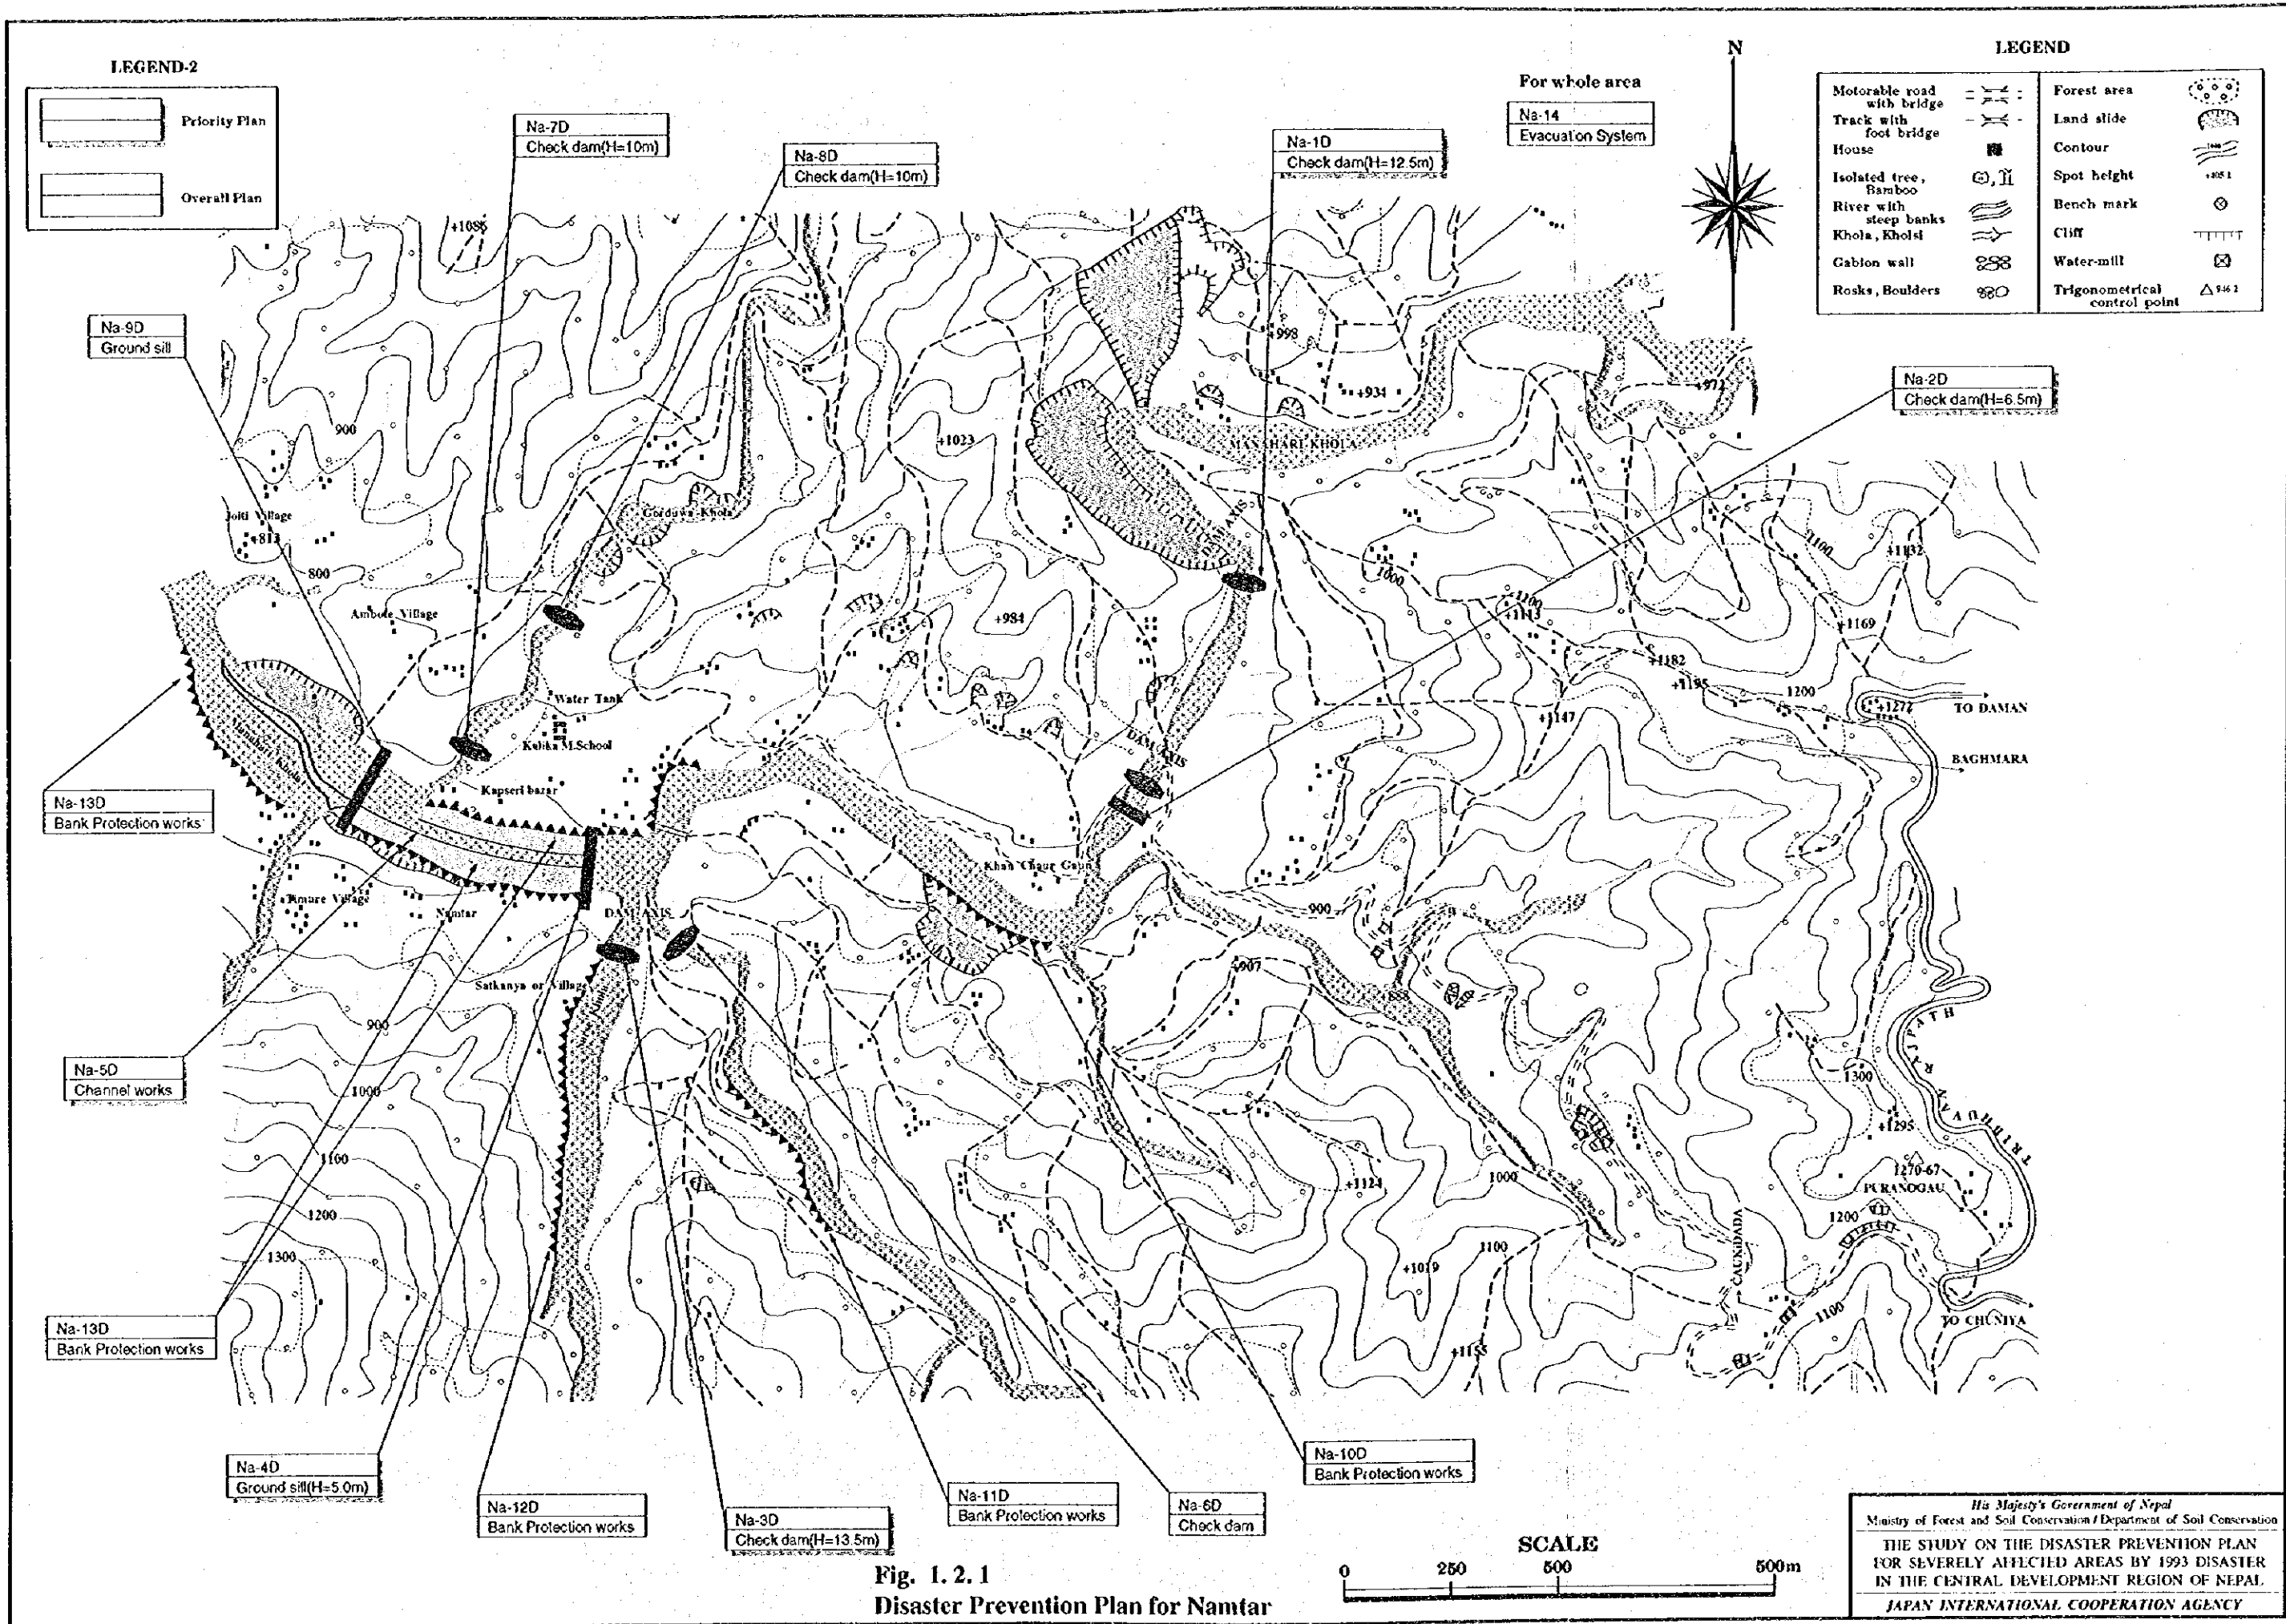 LEGEND-2
Priority Plan
Overall Plan
Na-7D
Check dam(H=10m)
Na-8D
Check dam(H=10m)
Na-1D
Check dam(H=12.5m)
For whole area
Na-14
Evacuation System
N
LEGEND
Motorable road
with bridge
Track with
foot bridge
House
Isolated tree,
Bamboo
River with
steep banks
Khola, Kholsi
Gabion wall
Rosks, Boulders
Forest area
Land slide
Contour
Spot height
Bench mark
Cliff
Water-mill
Trigonometrical
control point
Na-9D
Ground sill
Na-2D
Check dam(H=6.5m)
+998
+934
900
+1023
MANAHARI KHOLA
Joiti Village
+813
Gorduwa Khola
800
1000
1100
+1132
Ambote Village
+984
1100
+1113
+1169
+1182
+1195
1200
+1147
TO DAMAN
BAGHMARA
Water Tank
Kalika M.School
Kapseri bazar
DAM AXIS
Na-13D
Bank Protection works
Khan Chaur Gaun
Namtar
DAM AXIS
900
+907
Satkanya or Village
900
Na-5D
Channel works
1000
1100
1200
1300
1300
+1295
1270-67
PURANOGAU
1200
TRIBHUVAN RAJPATH
+1124
1000
1100
+1019
1100
+1155
TO CHUNIYA
Na-13D
Bank Protection works
Na-4D
Ground sill(H=5.0m)
Na-12D
Bank Protection works
Na-3D
Check dam(H=13.5m)
Na-11D
Bank Protection works
Na-6D
Check dam
Na-10D
Bank Protection works
Fig. 1.2.1
Disaster Prevention Plan for Namtar
SCALE
0 250 500 500m
His Majesty's Government of Nepal
Ministry of Forest and Soil Conservation / Department of Soil Conservation
THE STUDY ON THE DISASTER PREVENTION PLAN
FOR SEVERELY AFFECTED AREAS BY 1993 DISASTER
IN THE CENTRAL DEVELOPMENT REGION OF NEPAL
JAPAN INTERNATIONAL COOPERATION AGENCY